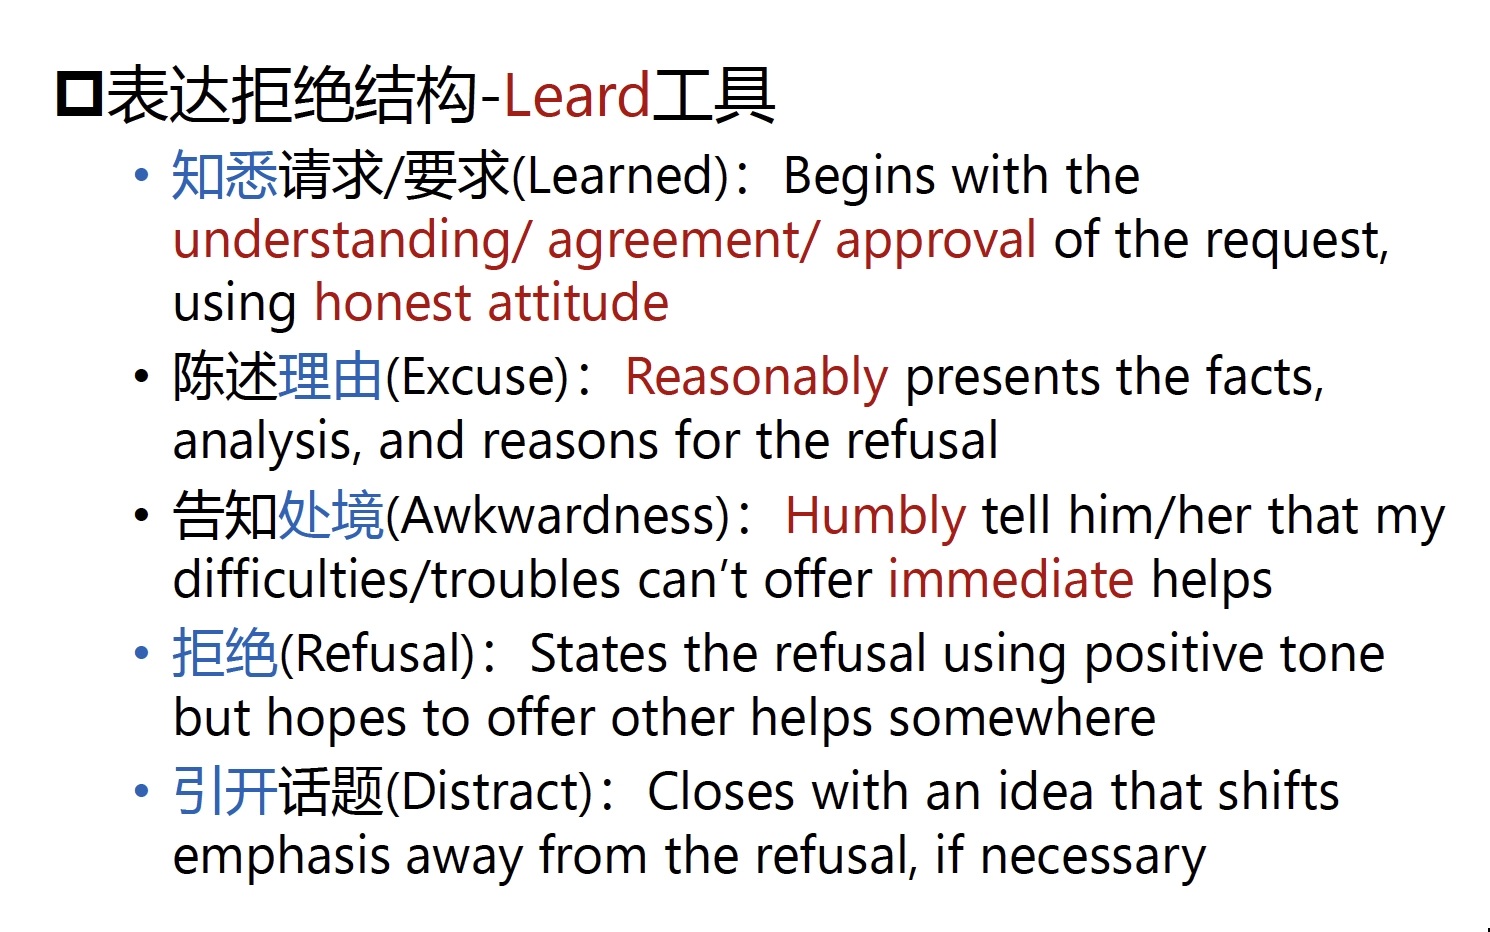 表达拒绝结构-Leard工具
• 知悉请求/要求(Learned)：Begins with the
understanding/ agreement/ approval of the request,
using honest attitude
• 陈述理由(Excuse)：Reasonably presents the facts,
analysis, and reasons for the refusal
• 告知处境(Awkwardness)：Humbly tell him/her that my
difficulties/troubles can’t offer immediate helps
• 拒绝(Refusal)：States the refusal using positive tone
but hopes to offer other helps somewhere
• 引开话题(Distract)：Closes with an idea that shifts
emphasis away from the refusal, if necessary